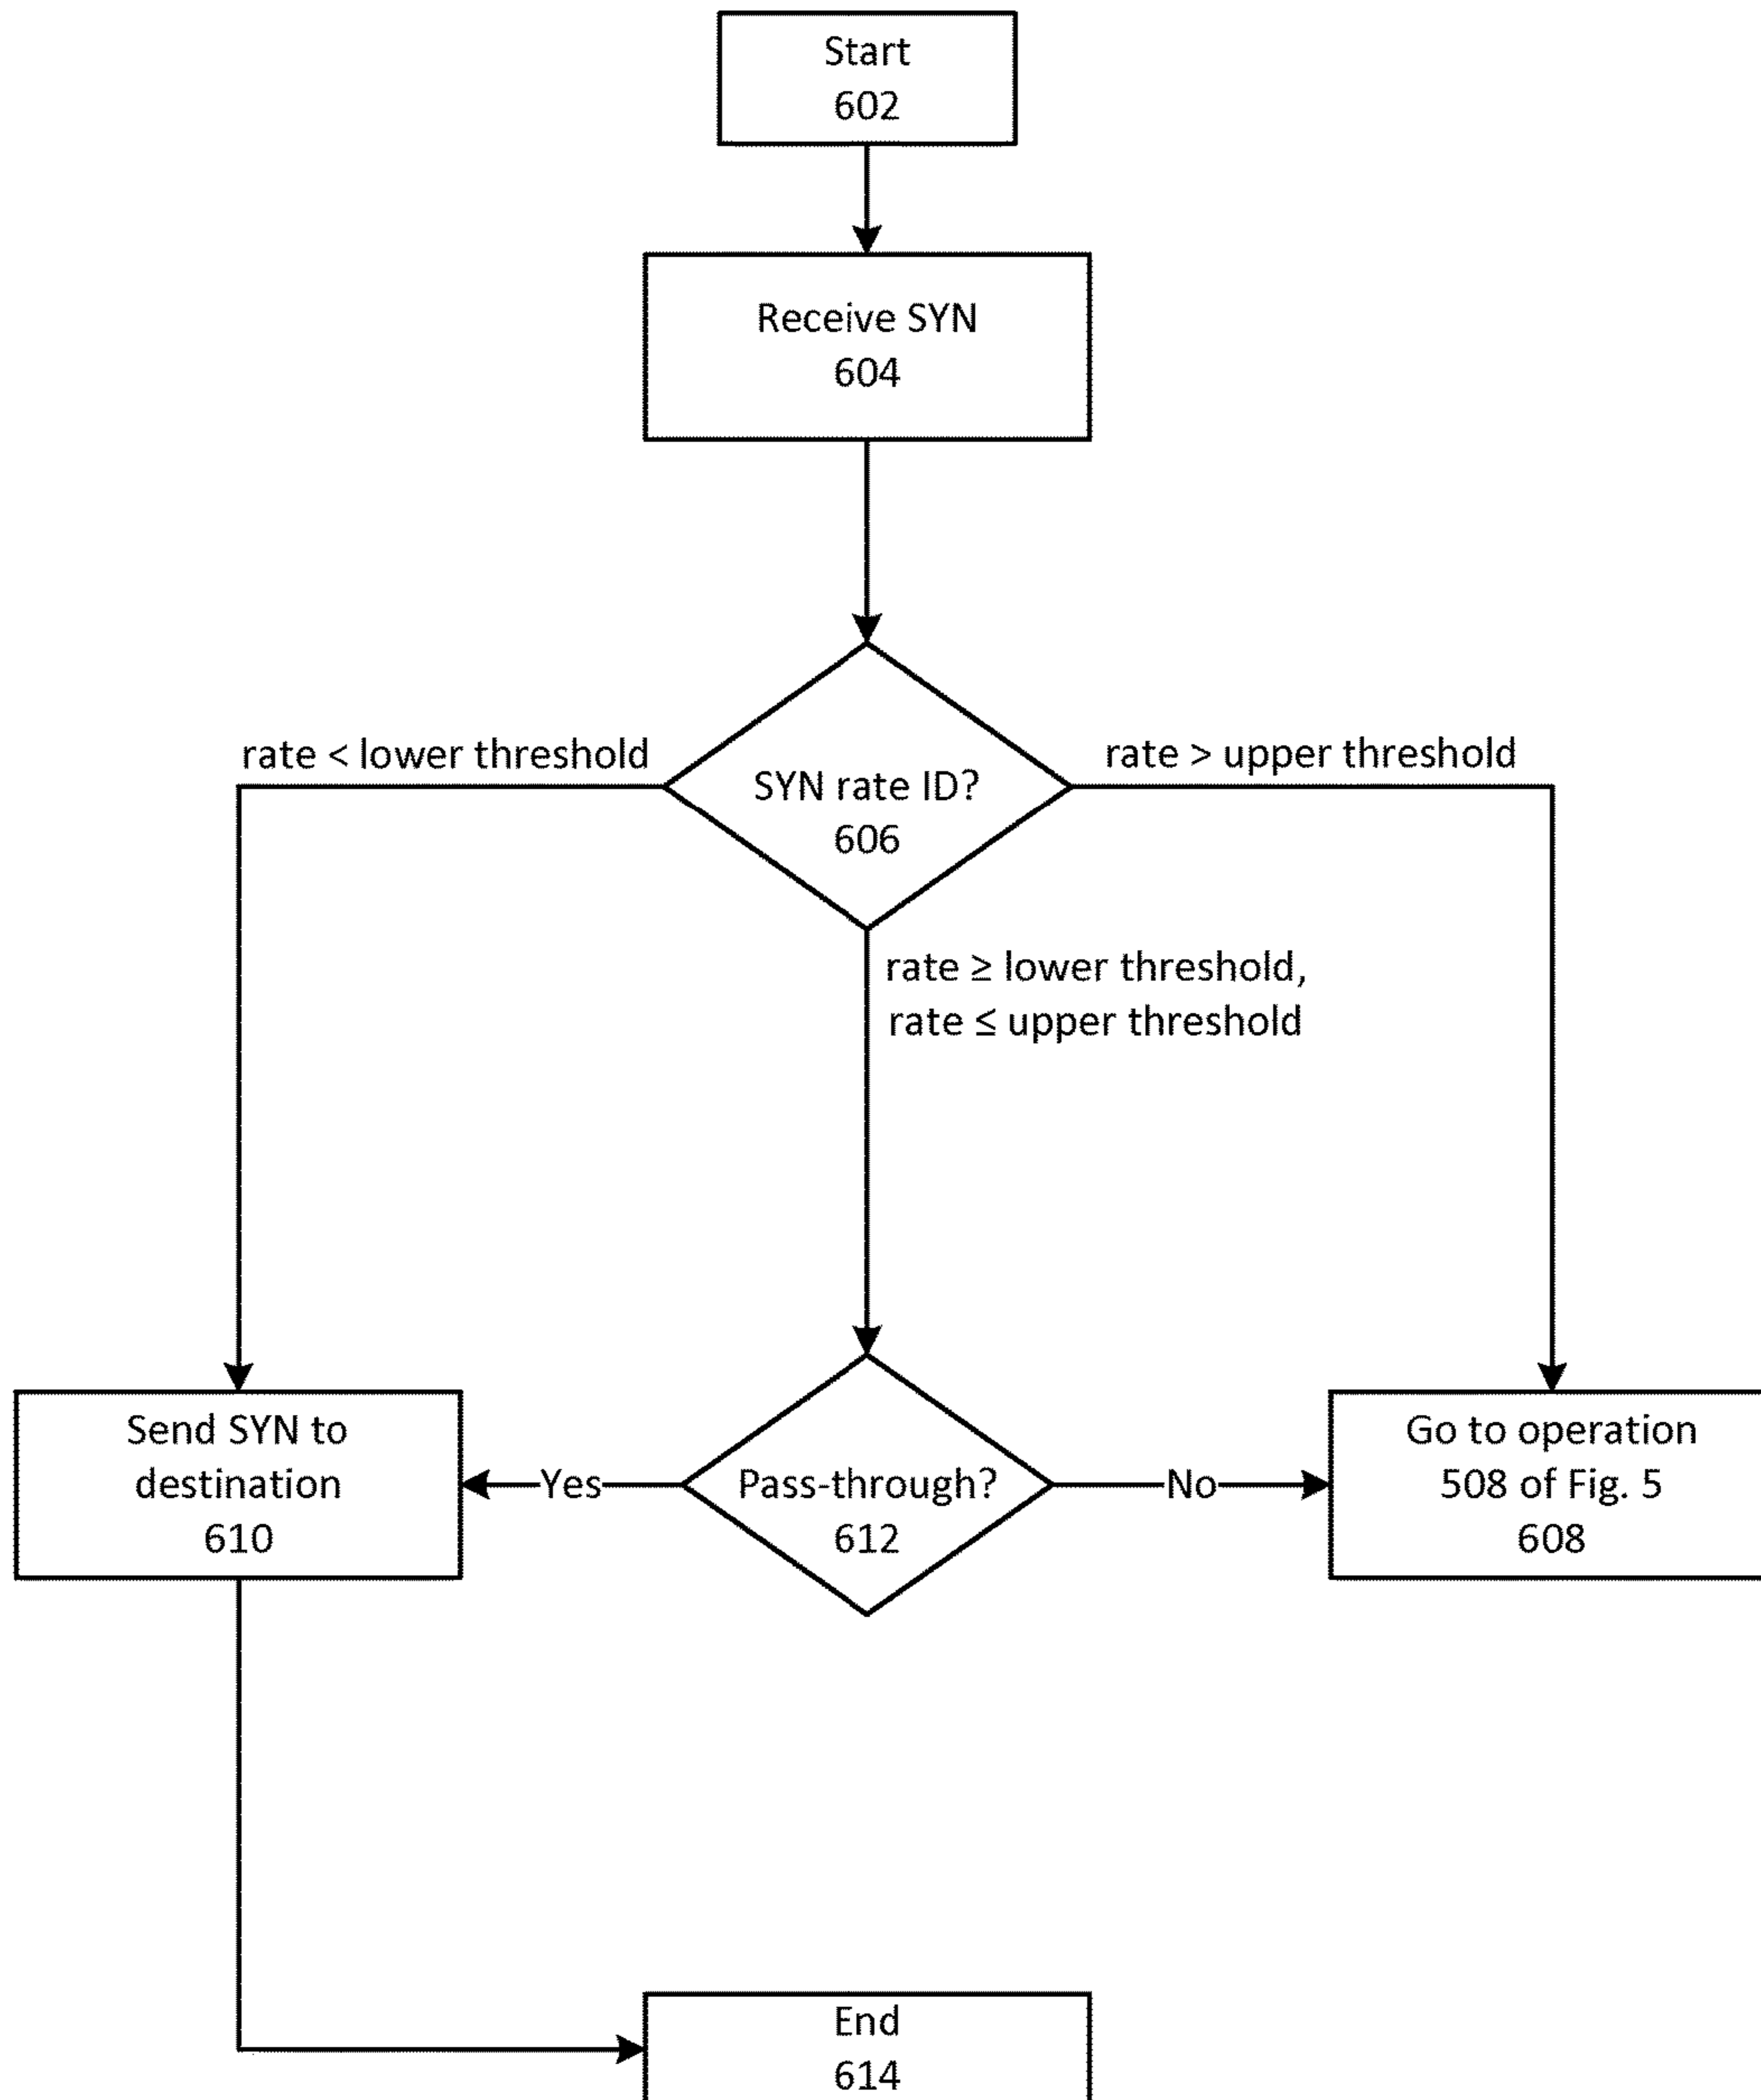 Start
602
Receive SYN
604
rate < lower threshold
rate > upper threshold
SYN rate ID?
606
rate ≥ lower threshold,
rate ≤ upper threshold
Send SYN to
destination
610
Yes
Pass-through?
612
No
Go to operation
508 of Fig. 5
608
End
614